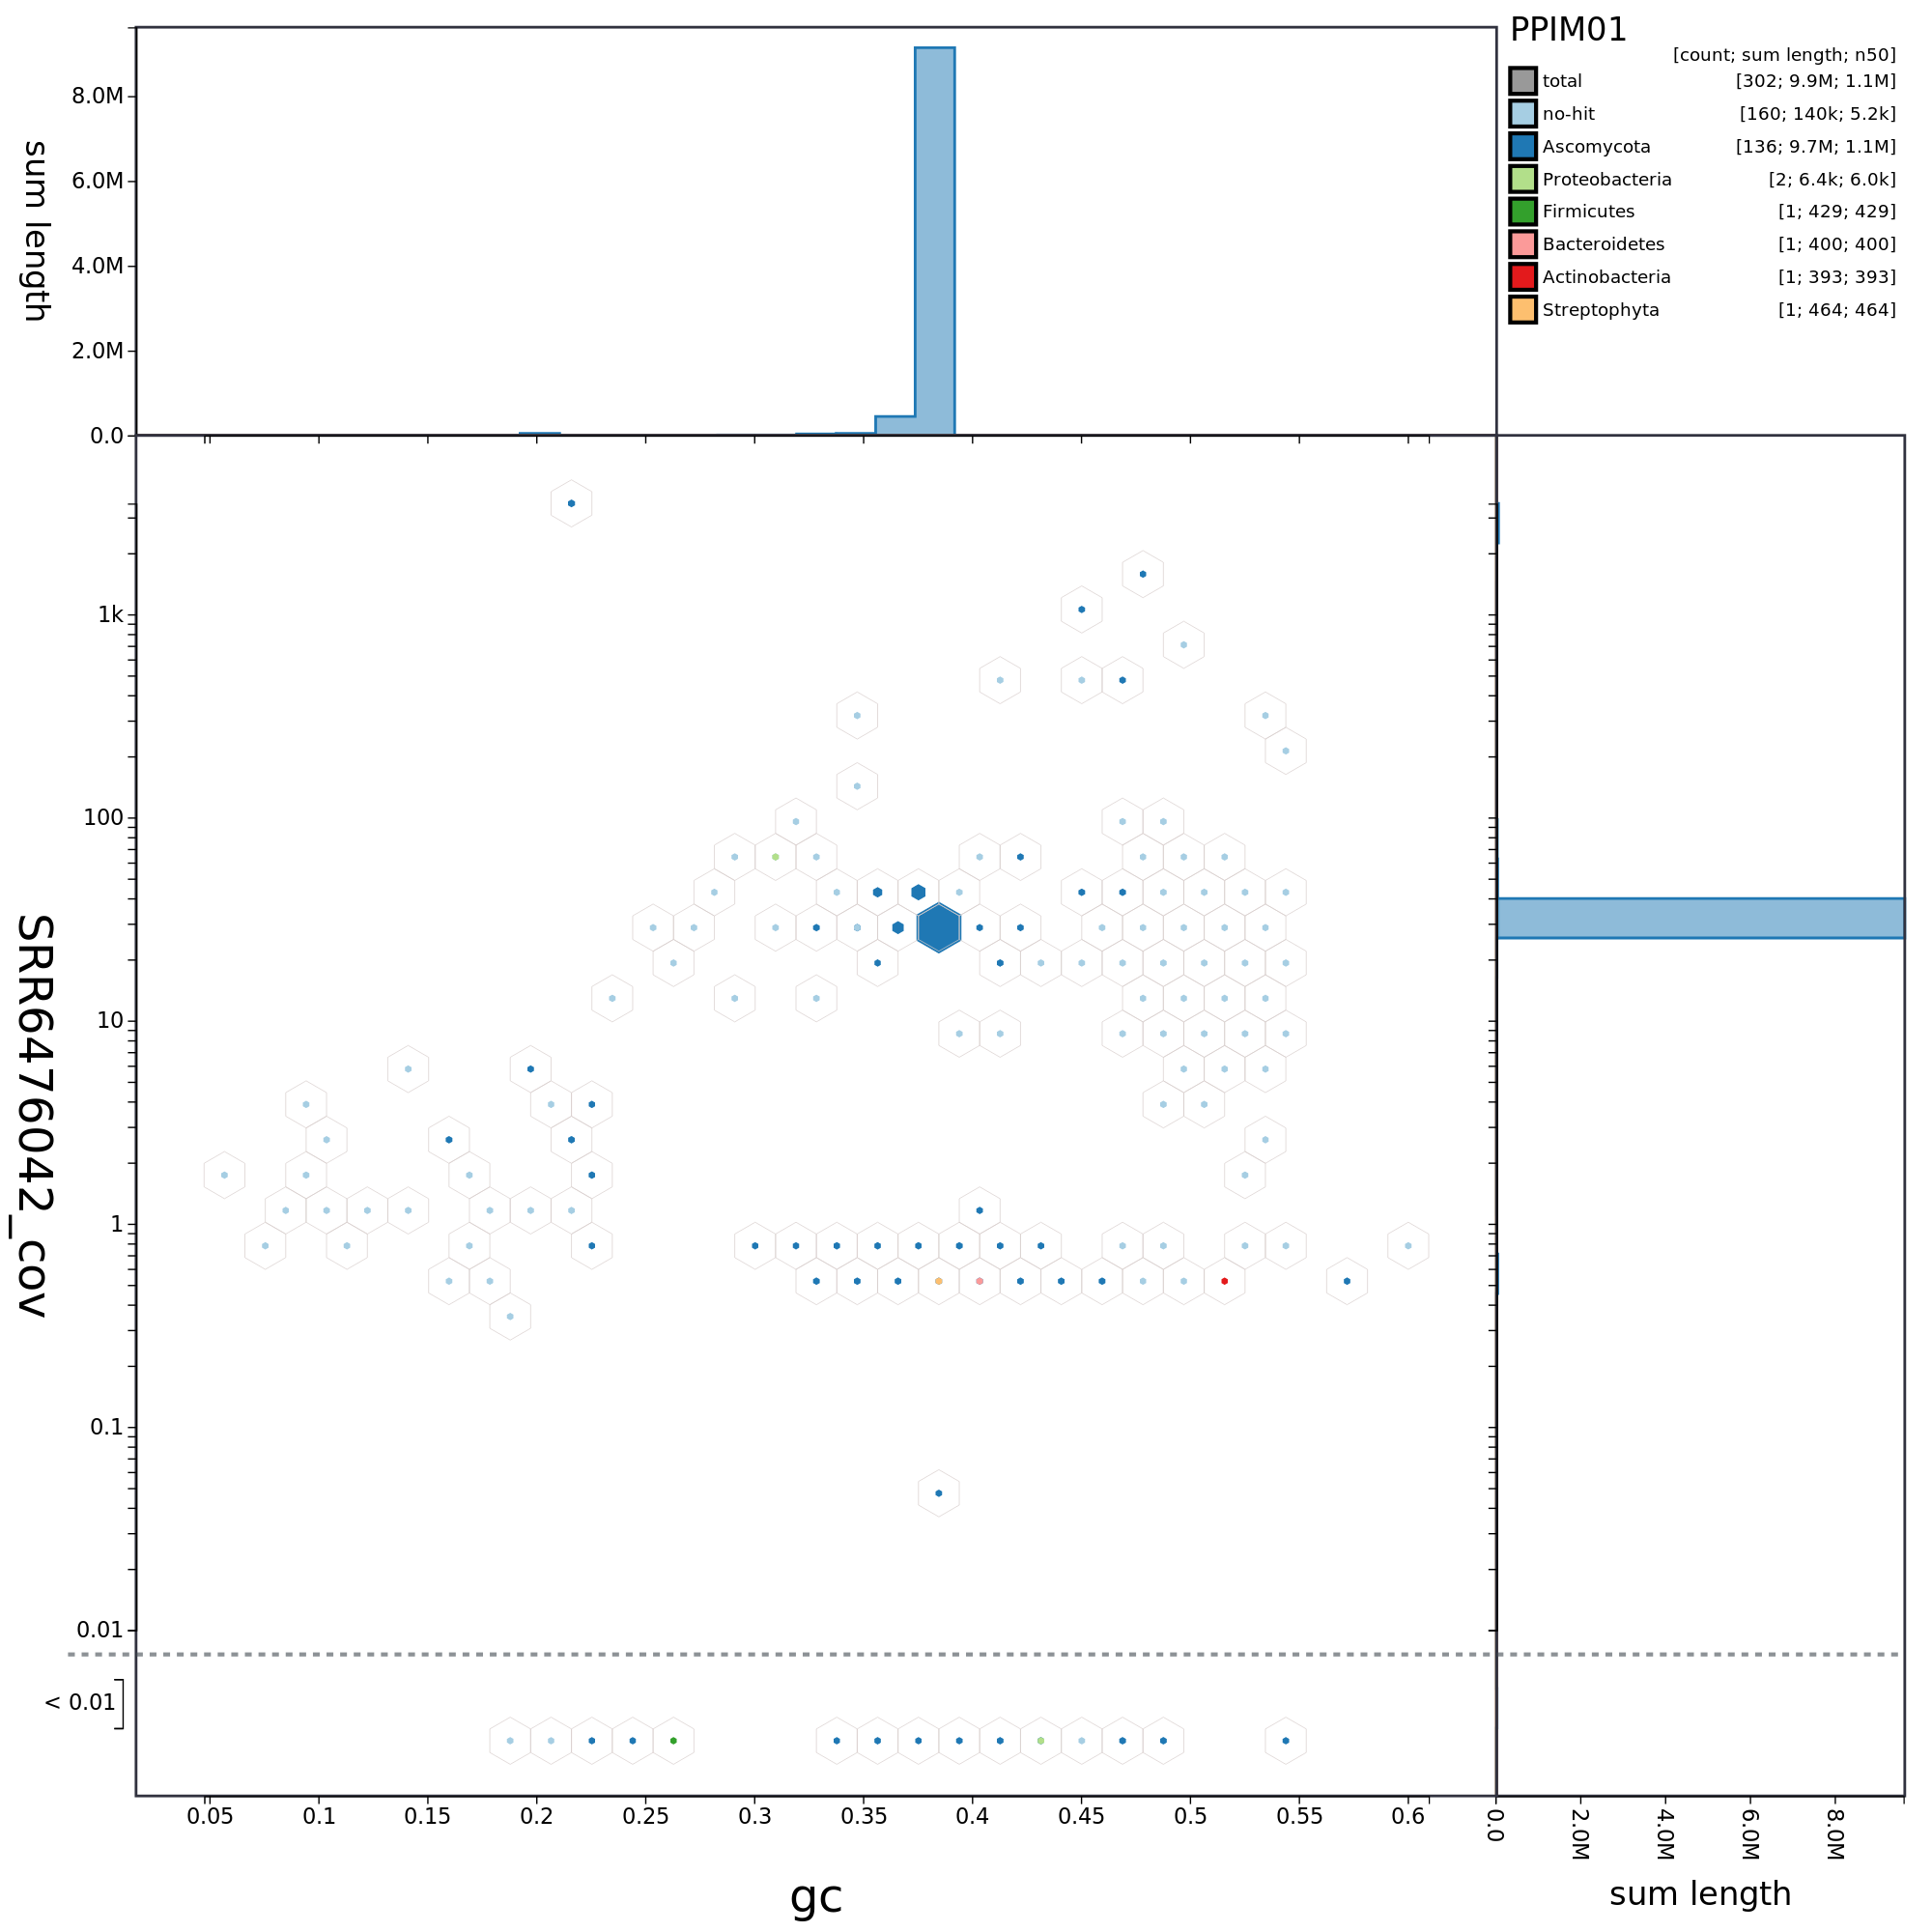 PPIM01
[count; sum length; n50]
total [302; 9.9M; 1.1M]
no-hit [160; 140k; 5.2k]
Ascomycota [136; 9.7M; 1.1M]
Proteobacteria [2; 6.4k; 6.0k]
Firmicutes [1; 429; 429]
Bacteroidetes [1; 400; 400]
Actinobacteria [1; 393; 393]
Streptophyta [1; 464; 464]
sum length
8.0M
6.0M
4.0M
2.0M
0.0
SRR6476042_cov
1k
100
10
1
0.1
0.01
< 0.01
0.05 0.1 0.15 0.2 0.25 0.3 0.35 0.4 0.45 0.5 0.55 0.6
gc
0.0 2.0M 4.0M 6.0M 8.0M
sum length